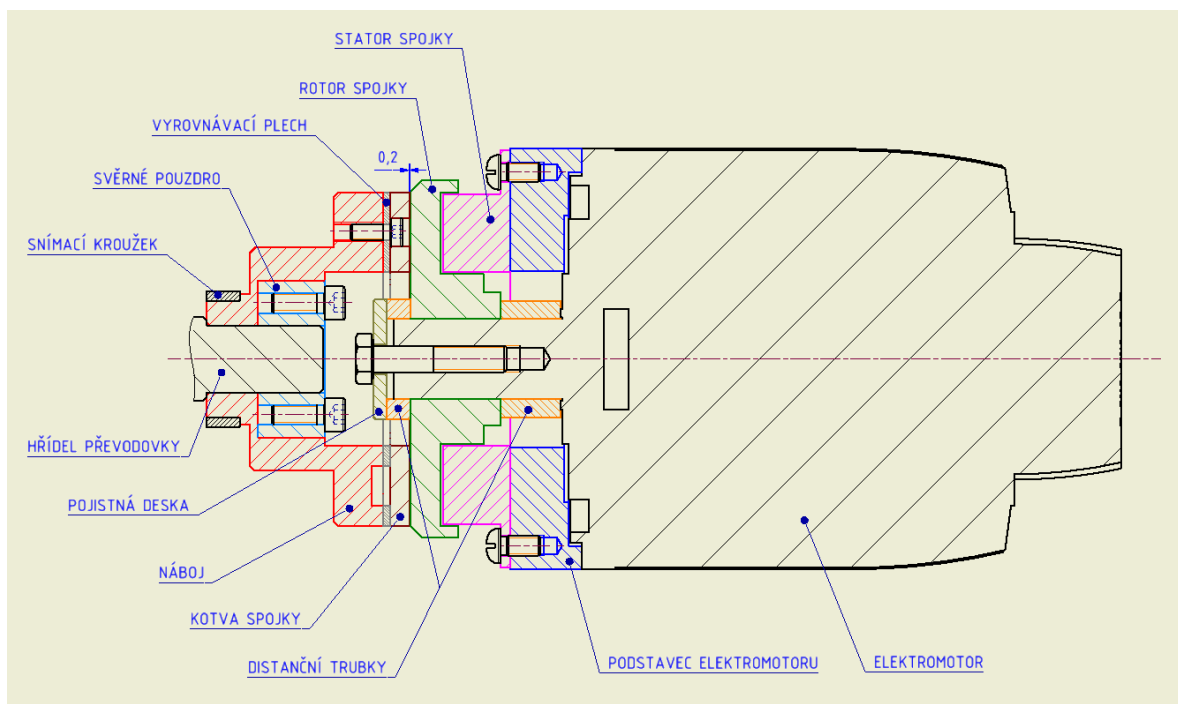 STATOR SPOJKY
ROTOR SPOJKY
VYROVNÁVACÍ PLECH
0,2
SVĚRNÉ POUZDRO
SNÍMACÍ KROUŽEK
HŘÍDEL PŘEVODOVKY
POJISTNÁ DESKA
NÁBOJ
KOTVA SPOJKY
DISTANČNÍ TRUBKY
PODSTAVEC ELEKTROMOTORU
ELEKTROMOTOR